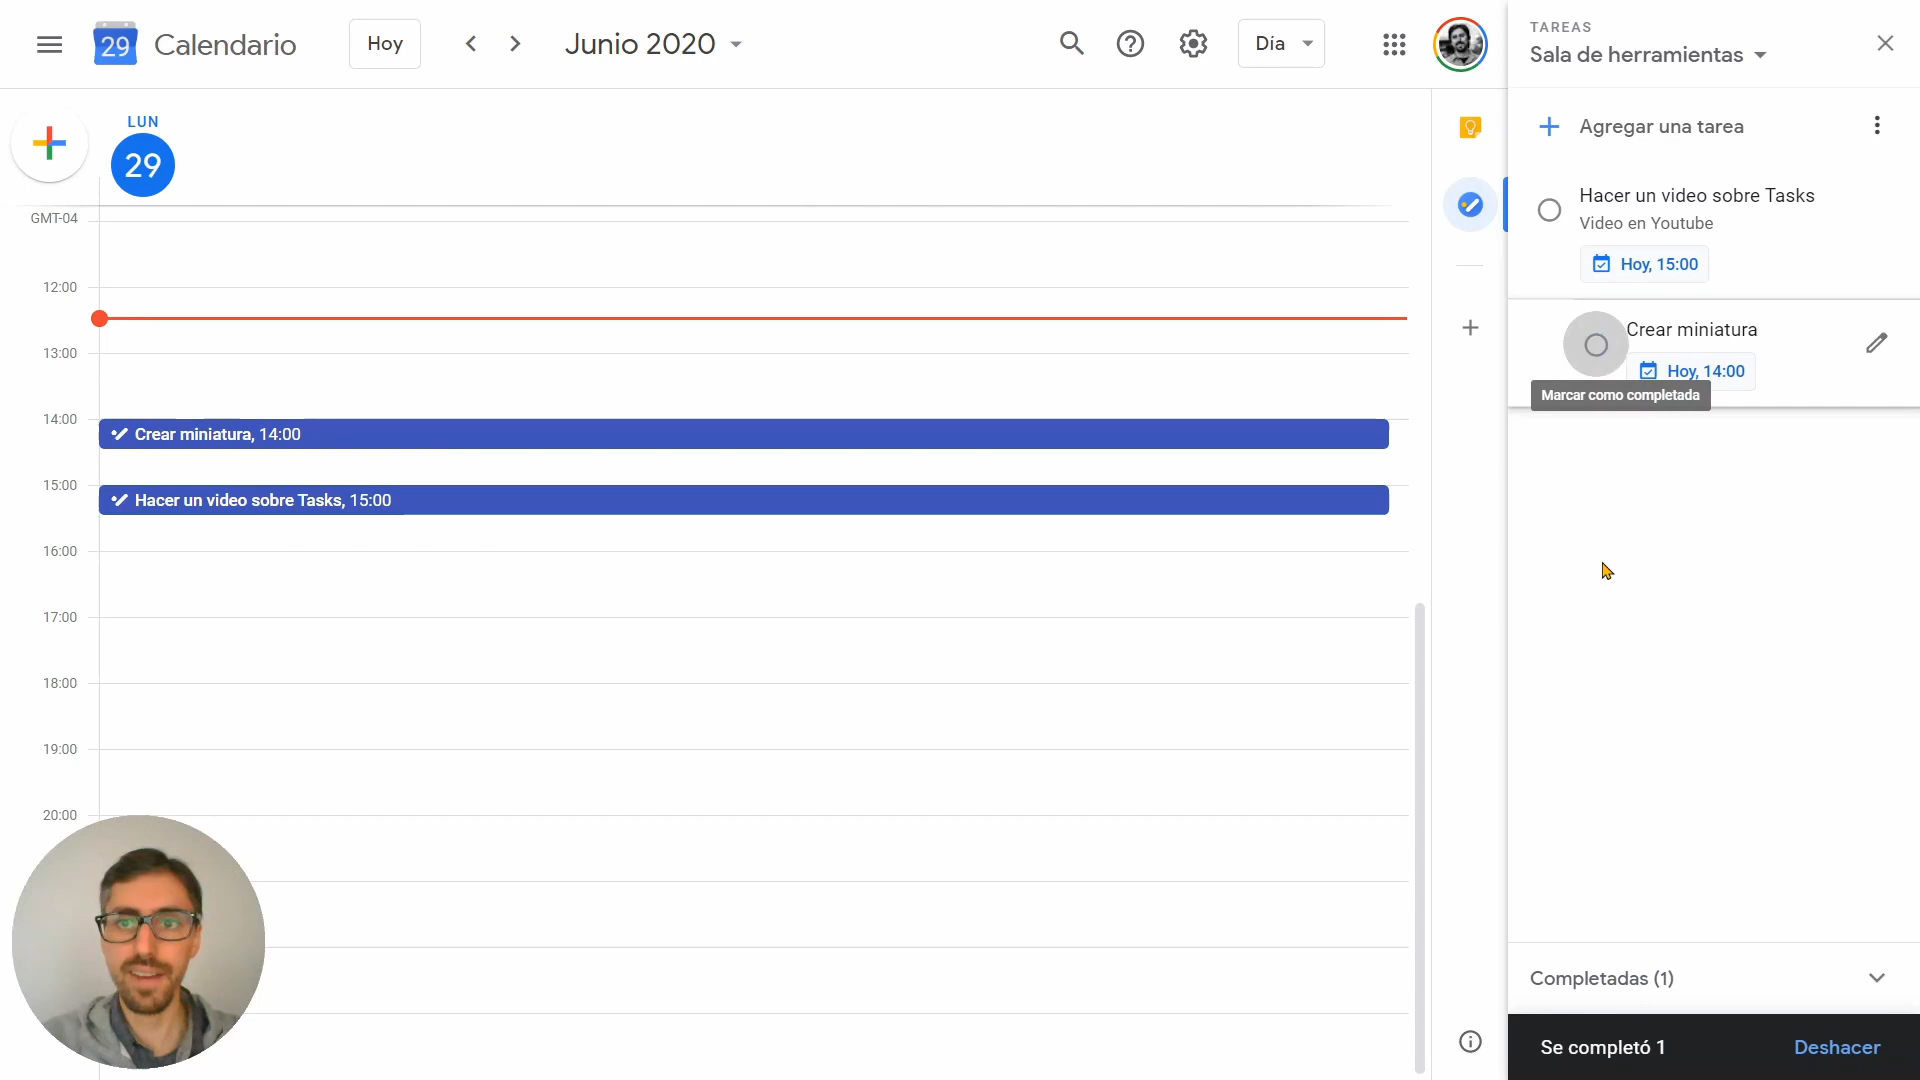 29 Calendario
Hoy
Junio 2020
Día
TAREAS
Sala de herramientas
Agregar una tarea
Hacer un video sobre Tasks
Video en Youtube
Hoy, 15:00
Crear miniatura
Hoy, 14:00
Marcar como completada
LUN
29
GMT-04
12:00
13:00
14:00
Crear miniatura, 14:00
15:00
Hacer un video sobre Tasks, 15:00
16:00
17:00
18:00
19:00
20:00
Completadas (1)
Se completó 1
Deshacer